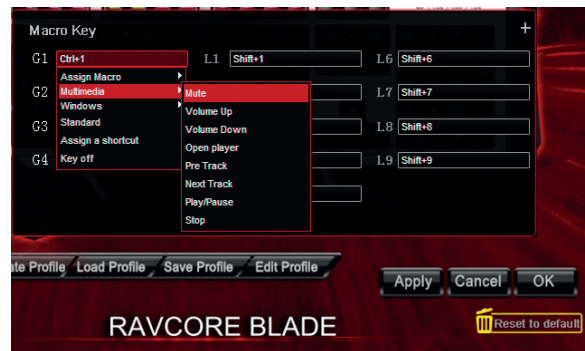 Macro Key +
G1 Ctrl+1 L1 Shift+1 L6 Shift+6
Assign Macro
G2 Multimedia Mute L7 Shift+7
Windows Volume Up
G3 Standard Volume Down L8 Shift+8
Assign a shortcut Open player
G4 Key off Pre Track L9 Shift+9
Next Track
Play/Pause
Stop
ate Profile Load Profile Save Profile Edit Profile
Apply Cancel OK
RAVCORE BLADE
Reset to default